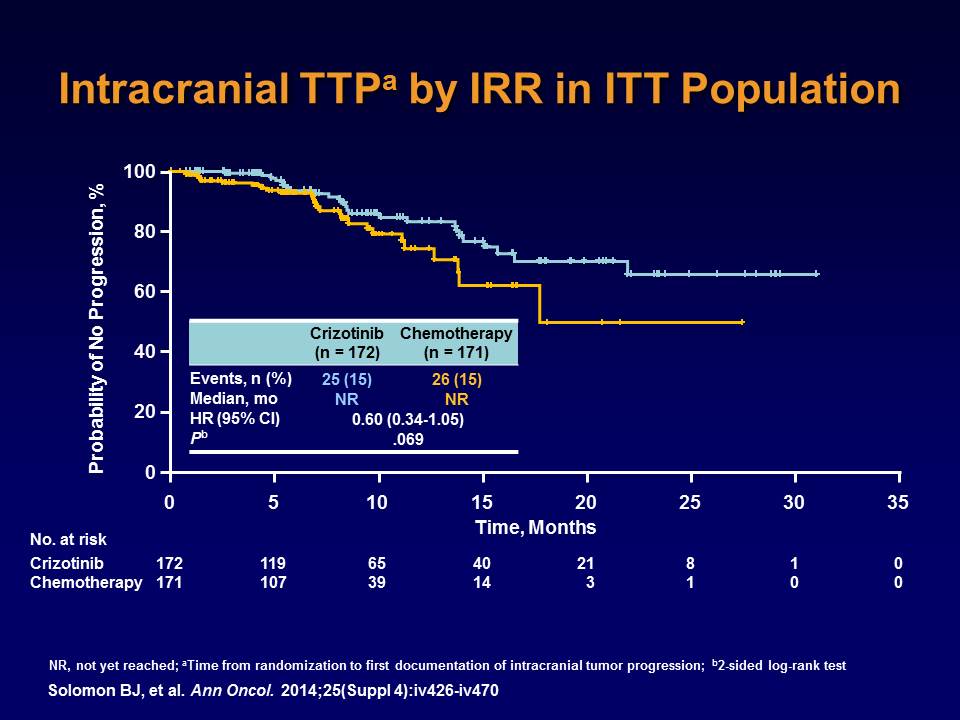 Intracranial TTPa by IRR in ITT Population
Probability of No Progression, %
100
80
60
40
20
0
Crizotinib Chemotherapy
(n = 172) (n = 171)
Events, n (%) 25 (15) 26 (15)
Median, mo NR NR
HR (95% CI) 0.60 (0.34-1.05)
Pb .069
0 5 10 15 20 25 30 35
Time, Months
No. at risk
Crizotinib 172 119 65 40 21 8 1 0
Chemotherapy 171 107 39 14 3 1 0 0
NR, not yet reached; aTime from randomization to first documentation of intracranial tumor progression; b2-sided log-rank test
Solomon BJ, et al. Ann Oncol. 2014;25(Suppl 4):iv426-iv470